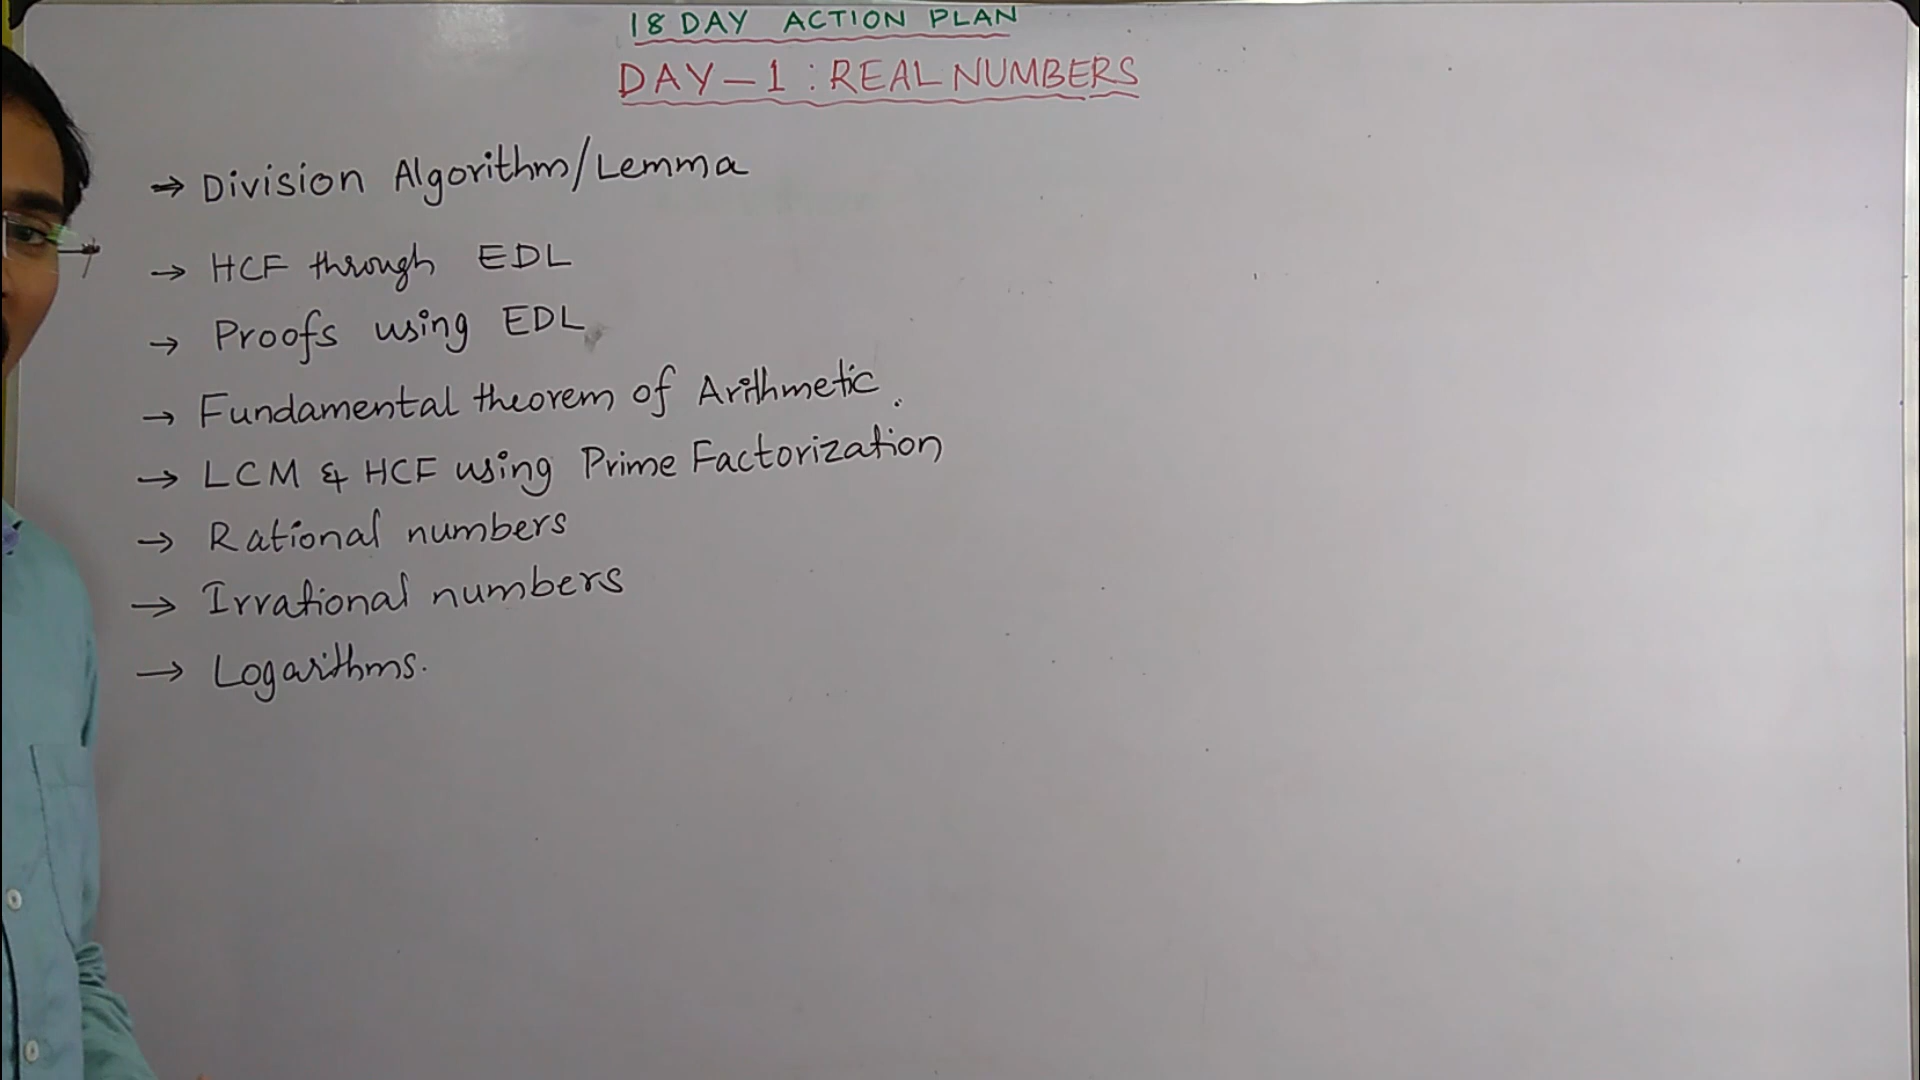 18 DAY ACTION PLAN
DAY-1: REAL NUMBERS
→ Division Algorithm/Lemma
→ HCF through EDL
→ Proofs using EDL
→ Fundamental theorem of Arithmetic.
→ LCM & HCF using Prime Factorization
→ Rational numbers
→ Irrational numbers
→ Logarithms.